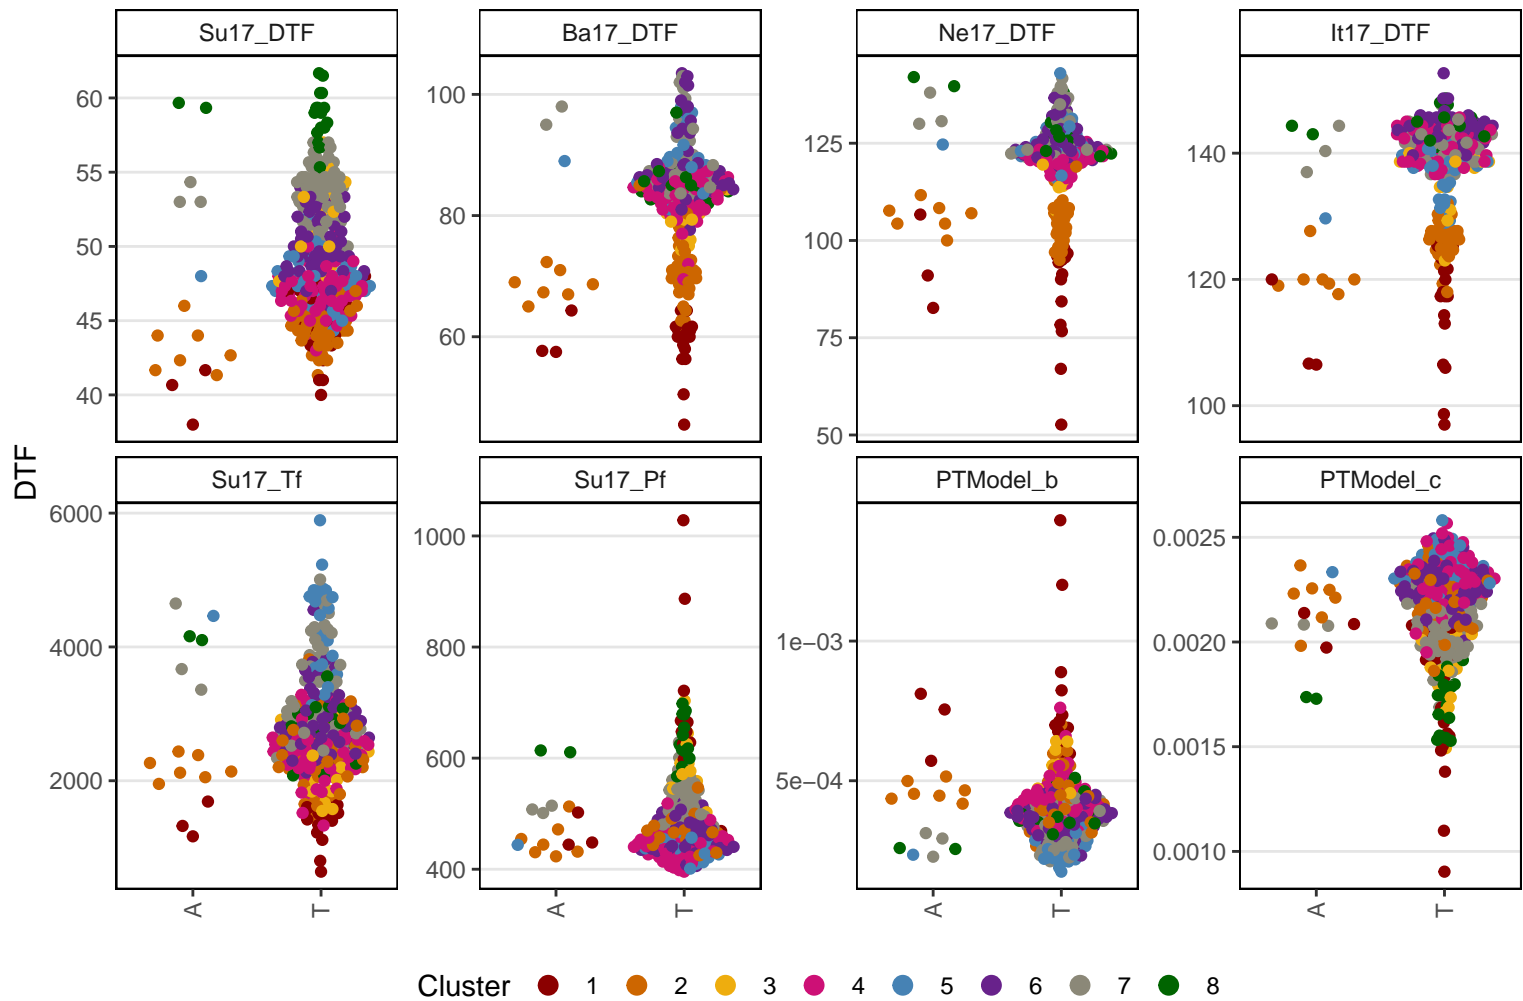 Su17_DTF Ba17_DTF Ne17_DTF It17_DTF
60 55 50 45 40
100 80 60
125 100 75 50
140 120 100
DTF
Su17_Tf Su17_Pf PTModel_b PTModel_c
6000 4000 2000
1000 800 600 400
1e−03 5e−04
0.0025 0.0020 0.0015 0.0010
A T A T A T A T
Cluster 1 2 3 4 5 6 7 8